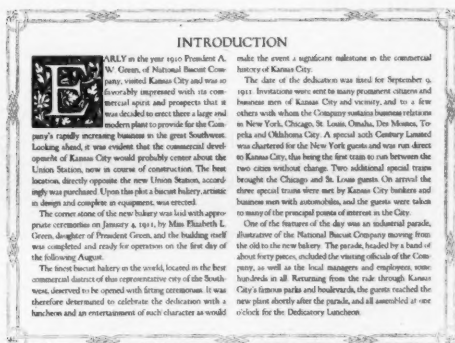 INTRODUCTION
EARLY in the year 1910 President A.
W. Green, of National Biscuit Com-
pany, visited Kansas City and was so
favorably impressed with its com-
mercial spirit and prospects that it
was decided to erect there a large and
modern plant to provide for the Com-
pany's rapidly increasing business in the great Southwest.
Looking ahead, it was evident that the commercial devel-
opment of Kansas City would probably center about the
Union Station, now in course of construction. The best
location, directly opposite the new Union Station, accord-
ingly was purchased. Upon this plot a biscuit bakery, artistic
in design and complete in equipment, was erected.
The corner stone of the new bakery was laid with appro-
priate ceremonies on January 4, 1911, by Miss Elizabeth L.
Green, daughter of President Green, and the building itself
was completed and ready for operation on the first day of
the following August.
The finest biscuit bakery in the world, located in the best
commercial district of this representative city of the South-
west, deserved to be opened with fitting ceremonies. It was
therefore determined to celebrate the dedication with a
luncheon and an entertainment of such character as would
make the event a significant milestone in the commercial
history of Kansas City.
The date of the dedication was fixed for September 9,
1911. Invitations were sent to many prominent citizens and
business men of Kansas City and vicinity, and to a few
others with whom the Company sustains business relations
in New York, Chicago, St. Louis, Omaha, Des Moines, To-
peka and Oklahoma City. A special 20th Century Limited
was chartered for the New York guests and was run direct
to Kansas City, this being the first train to run between the
two cities without change. Two additional special trains
brought the Chicago and St. Louis guests. On arrival the
three special trains were met by Kansas City bankers and
business men with automobiles, and the guests were taken
to many of the principal points of interest in the City.
One of the features of the day was an industrial parade,
illustrative of the National Biscuit Company moving from
the old to the new bakery. The parade, headed by a band of
about forty pieces, included the visiting officials of the Com-
pany, as well as the local managers and employees, some
hundreds in all. Returning from the ride through Kansas
City's famous parks and boulevards, the guests reached the
new plant shortly after the parade, and all assembled at one
o'clock for the Dedicatory Luncheon.